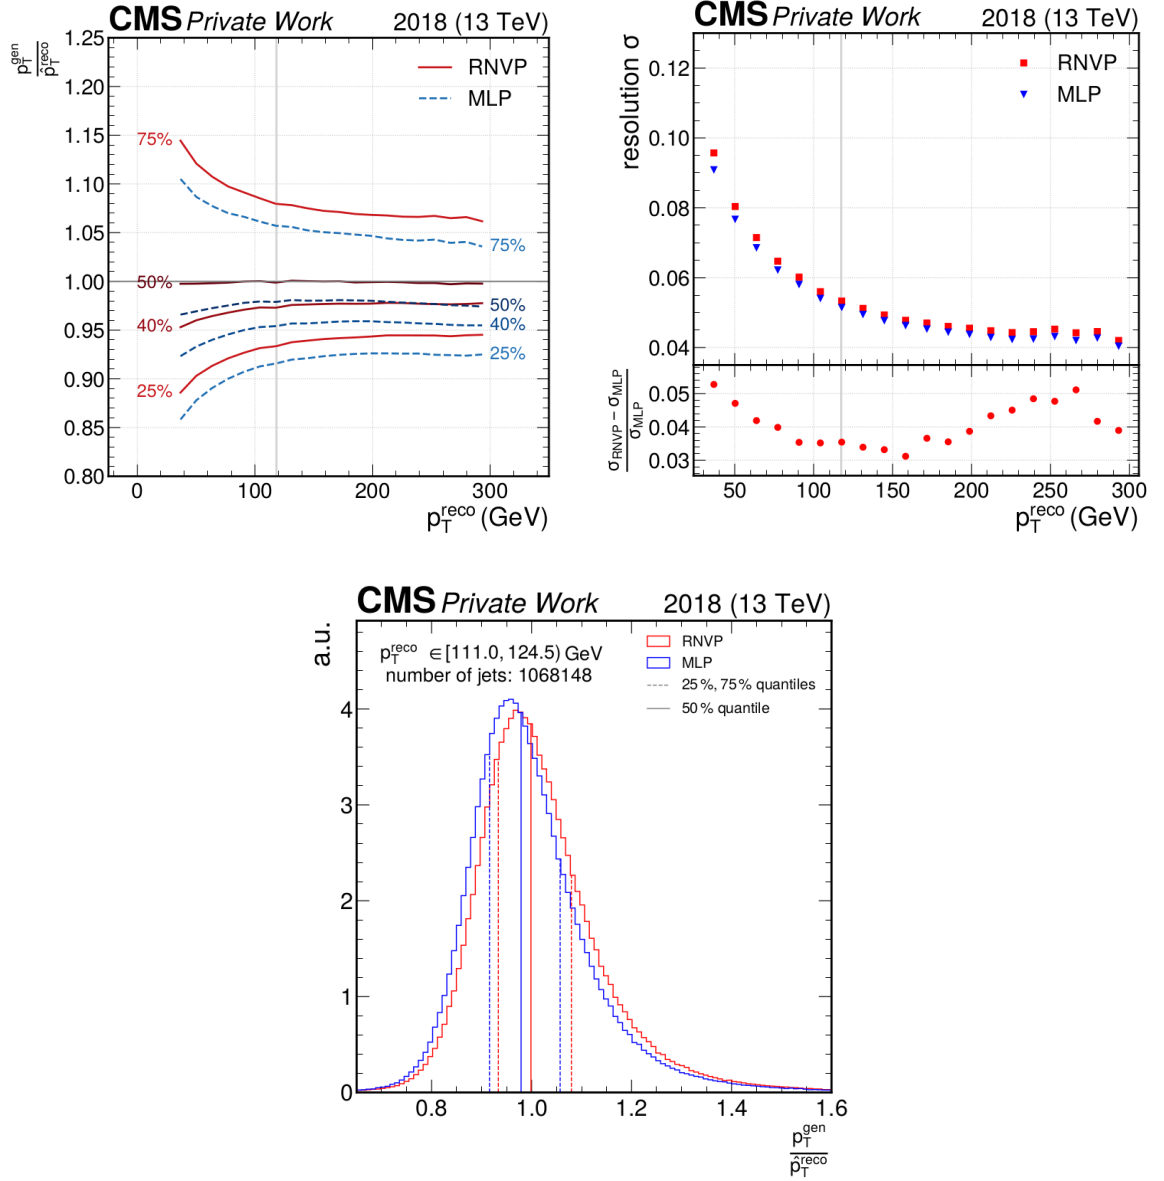 CMS Private Work 2018 (13 TeV)
p_T^gen / p̂_T^reco
1.25
1.20
1.15
1.10
1.05
1.00
0.95
0.90
0.85
0.80
RNVP
MLP
75%
75%
50%
50%
40%
40%
25%
25%
0 100 200 300
p_T^reco (GeV)
CMS Private Work 2018 (13 TeV)
resolution σ
0.12
0.10
0.08
0.06
0.04
RNVP
MLP
σRNVP − σMLP
σMLP
0.05
0.04
0.03
50 100 150 200 250 300
p_T^reco (GeV)
CMS Private Work 2018 (13 TeV)
a.u.
p_T^reco ∈ [111.0, 124.5) GeV
number of jets: 1068148
RNVP
MLP
25%, 75% quantiles
50% quantile
4
3
2
1
0
0.8 1.0 1.2 1.4 1.6
p_T^gen / p̂_T^reco